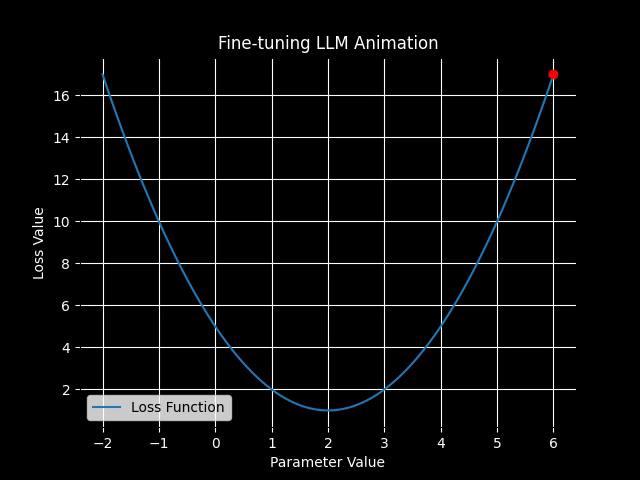 Fine-tuning LLM Animation
Loss Value
16
14
12
10
8
6
4
2
Loss Function
−2 −1 0 1 2 3 4 5 6
Parameter Value